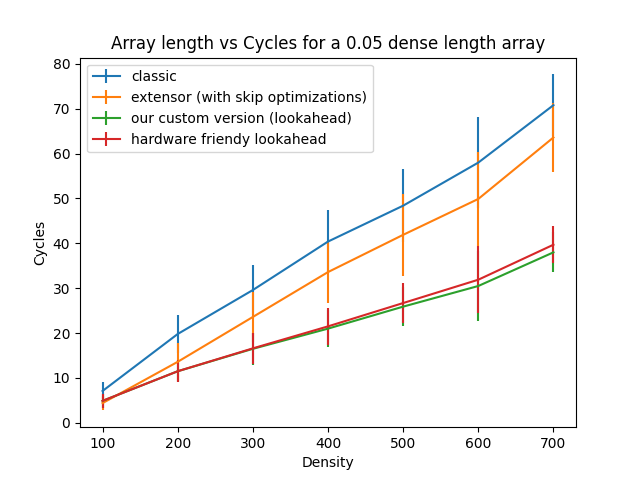 Array length vs Cycles for a 0.05 dense length array
classic
extensor (with skip optimizations)
our custom version (lookahead)
hardware friendy lookahead
Cycles
80
70
60
50
40
30
20
10
0
100 200 300 400 500 600 700
Density